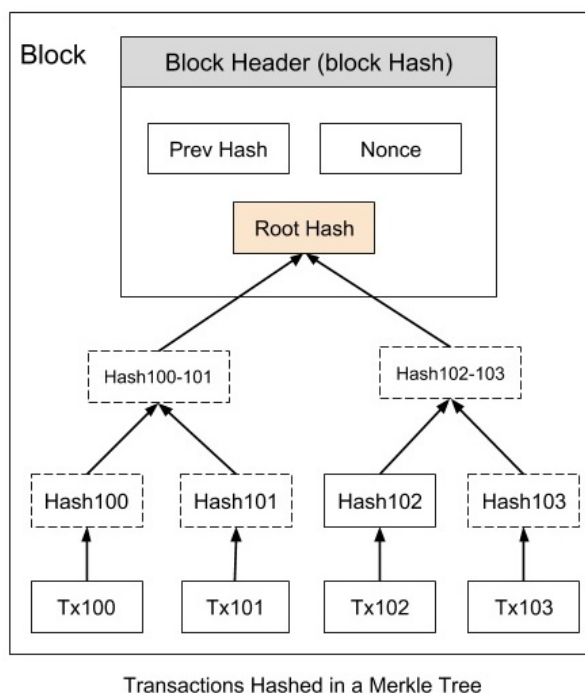 Block
Block Header (block Hash)
Prev Hash
Nonce
Root Hash
Hash100-101
Hash102-103
Hash100
Hash101
Hash102
Hash103
Tx100
Tx101
Tx102
Tx103
Transactions Hashed in a Merkle Tree